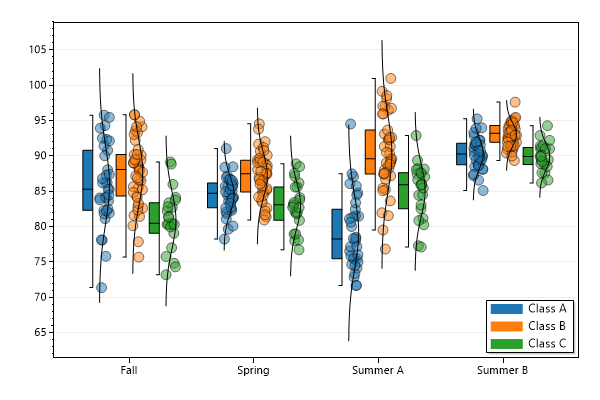 105
100
95
90
85
80
75
70
65
Fall
Spring
Summer A
Summer B
Class A
Class B
Class C